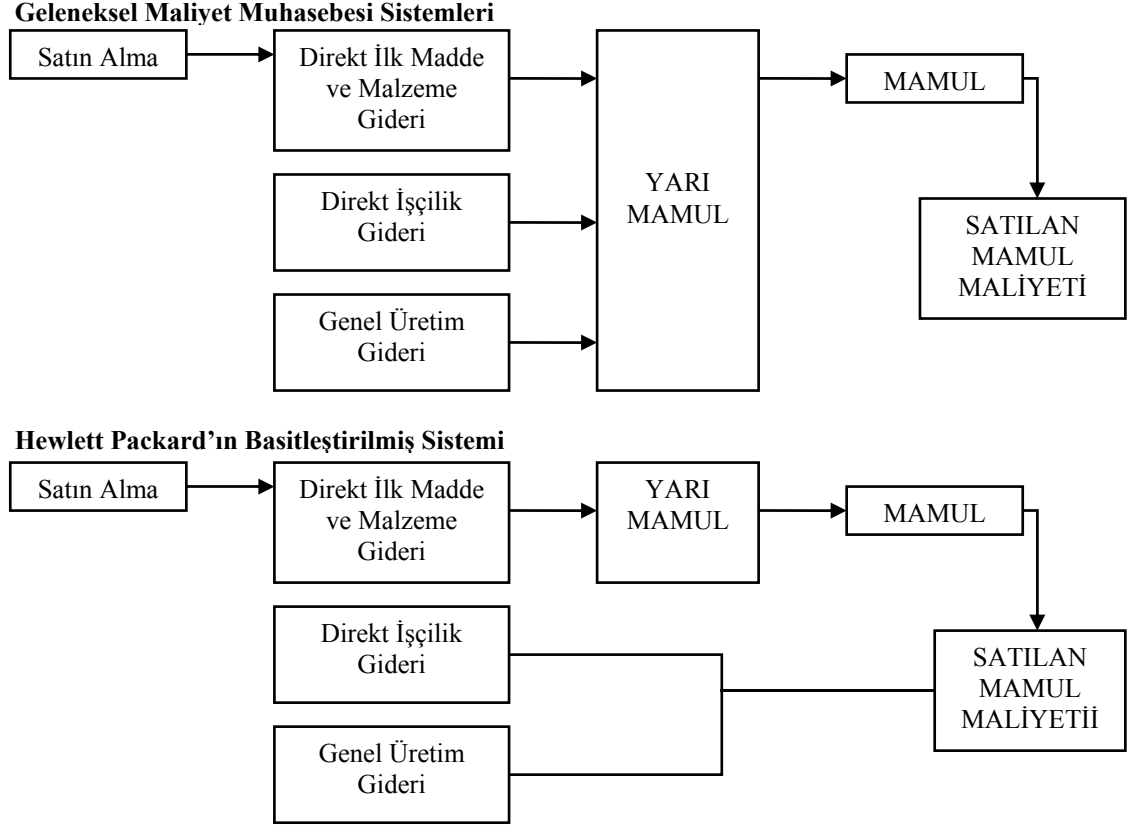 Geleneksel Maliyet Muhasebesi Sistemleri
Satın Alma
Direkt İlk Madde
ve Malzeme
Gideri
Direkt İşçilik
Gideri
Genel Üretim
Gideri
YARI
MAMUL
MAMUL
SATILAN
MAMUL
MALİYETİ
Hewlett Packard’ın Basitleştirilmiş Sistemi
Satın Alma
Direkt İlk Madde
ve Malzeme
Gideri
YARI
MAMUL
MAMUL
Direkt İşçilik
Gideri
Genel Üretim
Gideri
SATILAN
MAMUL
MALİYETİİ